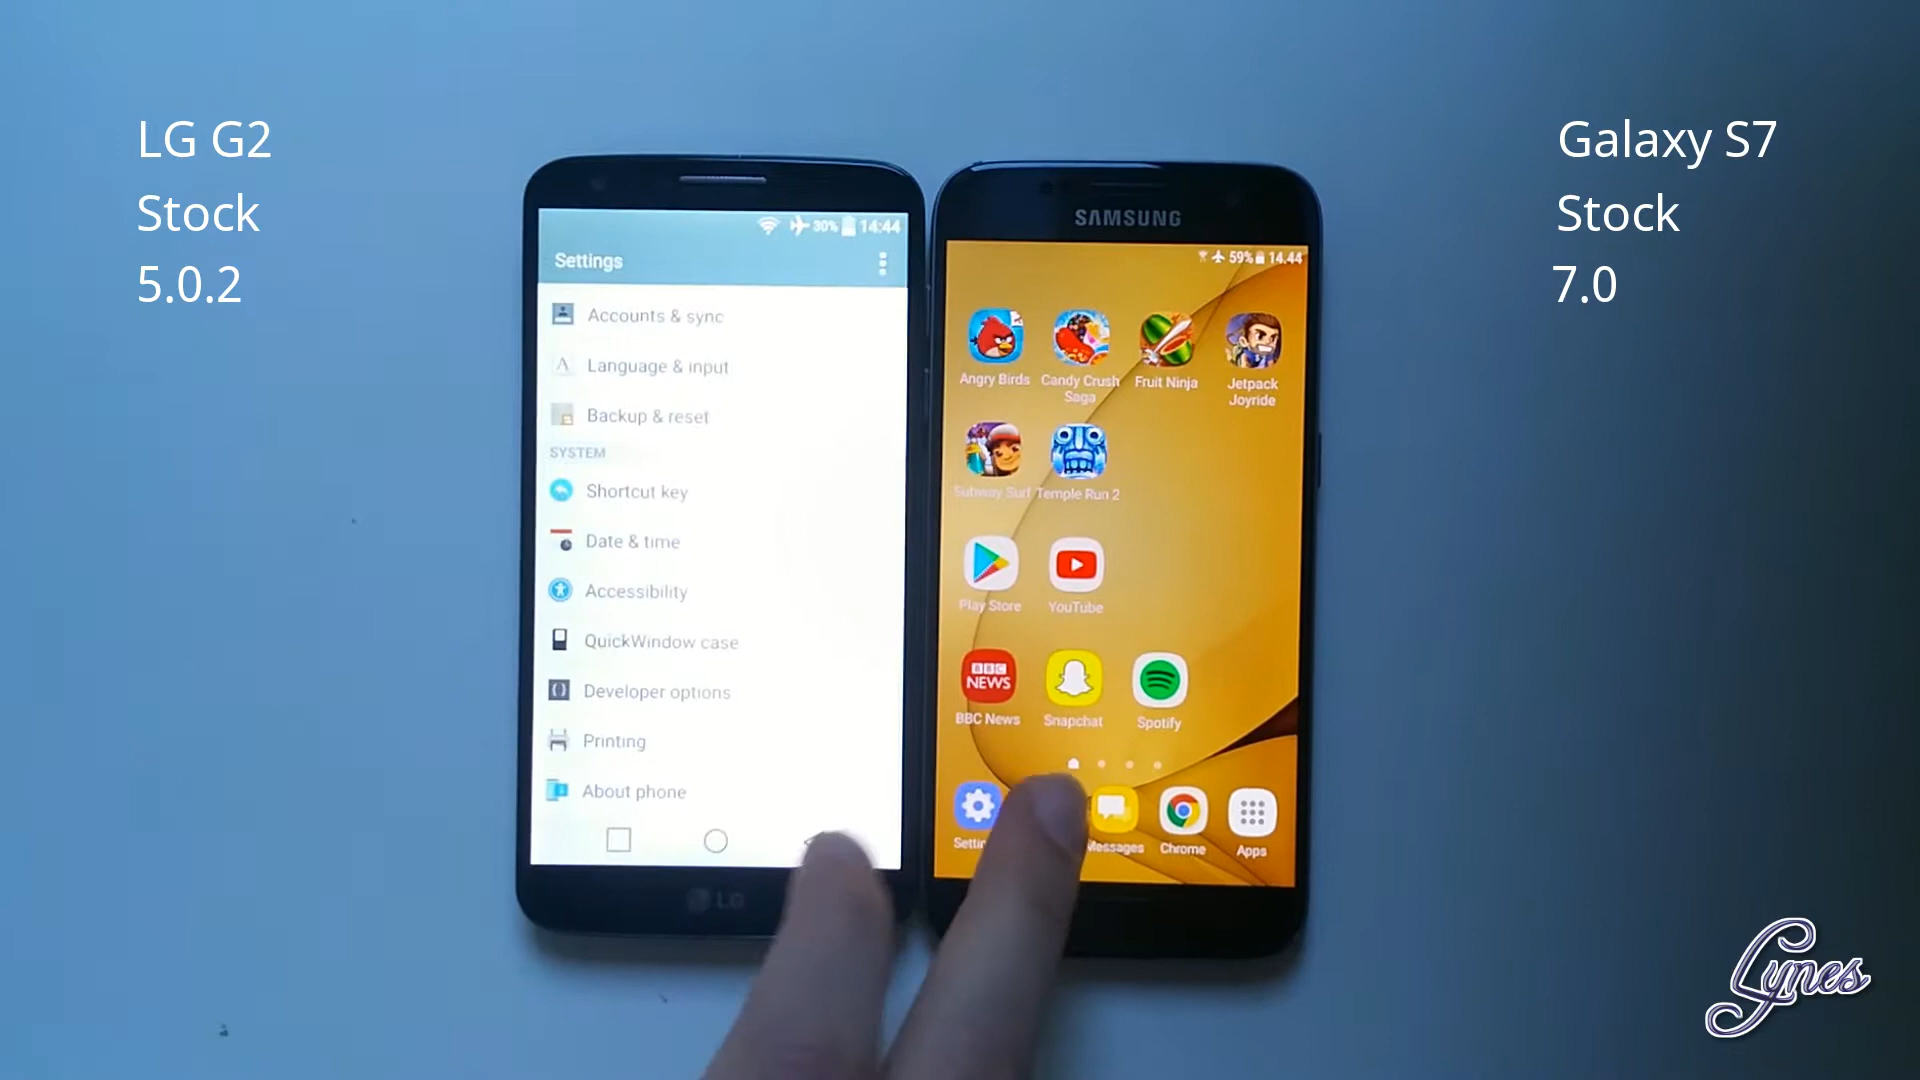 LG G2
Stock
5.0.2
Galaxy S7
Stock
7.0
30% 14:44
Settings
Accounts & sync
Language & input
Backup & reset
SYSTEM
Shortcut key
Date & time
Accessibility
QuickWindow case
Developer options
Printing
About phone
LG
SAMSUNG
59% 14.44
Angry Birds
Candy Crush Saga
Fruit Ninja
Jetpack Joyride
Subway Surf
Temple Run 2
Play Store
YouTube
BBC NEWS
BBC News
Snapchat
Spotify
Messages
Chrome
Apps
Lynes